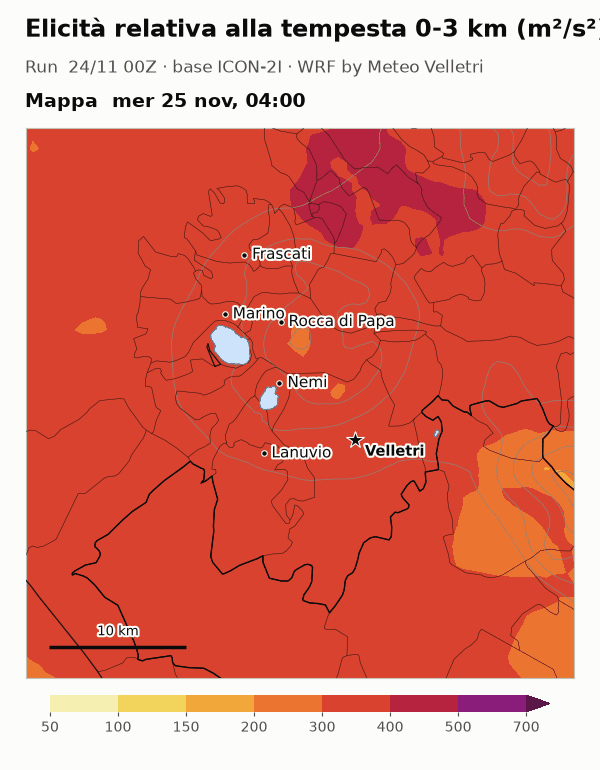 Elicità relativa alla tempesta 0-3 km (m²/s²)
Run 24/11 00Z · base ICON-2I · WRF by Meteo Velletri
Mappa mer 25 nov, 04:00
Frascati
Marino
Rocca di Papa
Nemi
Lanuvio
Velletri
10 km
50 100 150 200 300 400 500 700